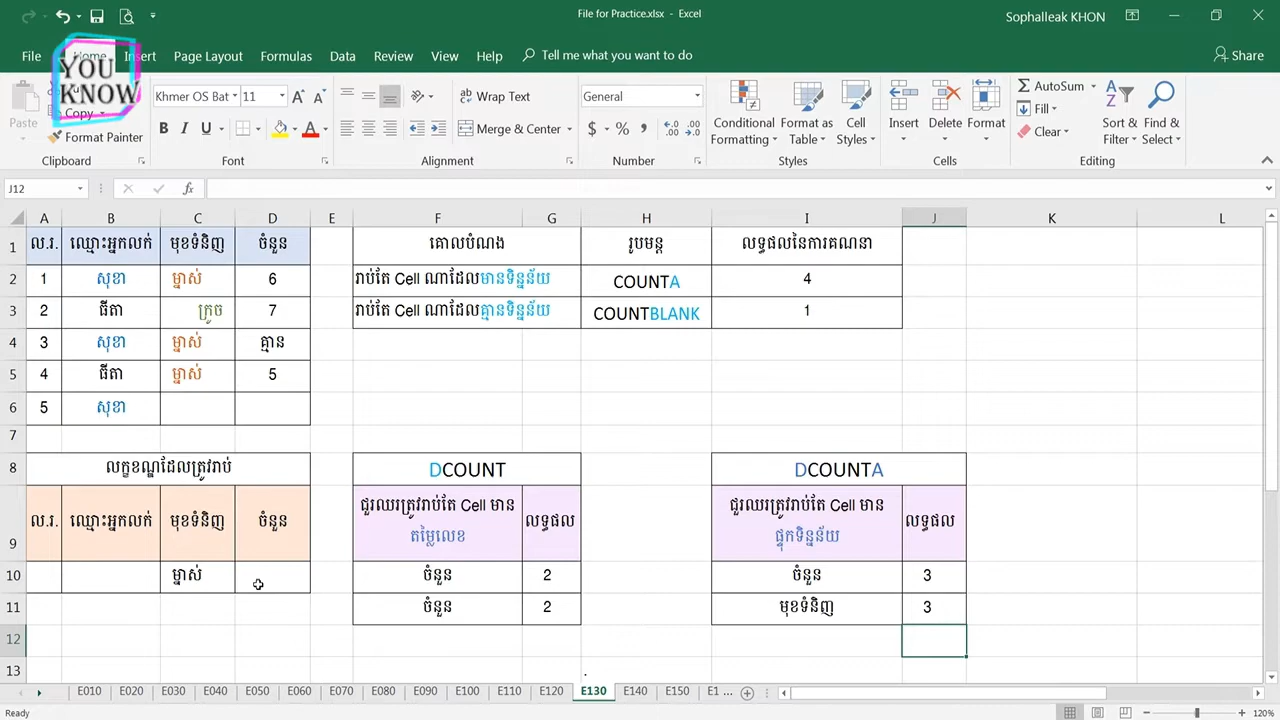 File for Practice.xlsx - Excel
Sophalleak KHON
File Home Insert Page Layout Formulas Data Review View Help Tell me what you want to do Share
YOU
KNOW
Paste
Copy
Format Painter
Clipboard
Khmer OS Bat 11
B I U
Font
Wrap Text
Merge & Center
Alignment
General
$ % ,
Number
Conditional Formatting
Format as Table
Cell Styles
Styles
Insert Delete Format
Cells
AutoSum
Fill
Clear
Sort & Filter
Find & Select
Editing
J12 fx
A B C D E F G H I J K L
1 ល.រ. ឈ្មោះអ្នកលក់ មុខទំនិញ ចំនួន គោលបំណង រូបមន្ត លទ្ធផលនៃការគណនា
2 1 សុខា ម្នាស់ 6 រាប់តែ Cell ណាដែលមានទិន្នន័យ COUNTA 4
3 2 ធីតា ក្រូច 7 រាប់តែ Cell ណាដែលគ្មានទិន្នន័យ COUNTBLANK 1
4 3 សុខា ម្នាស់ គ្មាន
5 4 ធីតា ម្នាស់ 5
6 5 សុខា
7
8 លក្ខខណ្ឌដែលត្រូវរាប់ DCOUNT DCOUNTA
9 ល.រ. ឈ្មោះអ្នកលក់ មុខទំនិញ ចំនួន ជួរឈរត្រូវរាប់តែ Cell មាន តម្លៃលេខ លទ្ធផល ជួរឈរត្រូវរាប់តែ Cell មាន ផ្ទុកទិន្នន័យ លទ្ធផល
10 ម្នាស់ ចំនួន 2 ចំនួន 3
11 ចំនួន 2 មុខទំនិញ 3
12
13
E010 E020 E030 E040 E050 E060 E070 E080 E090 E100 E110 E120 E130 E140 E150 E1 ...
Ready 120%